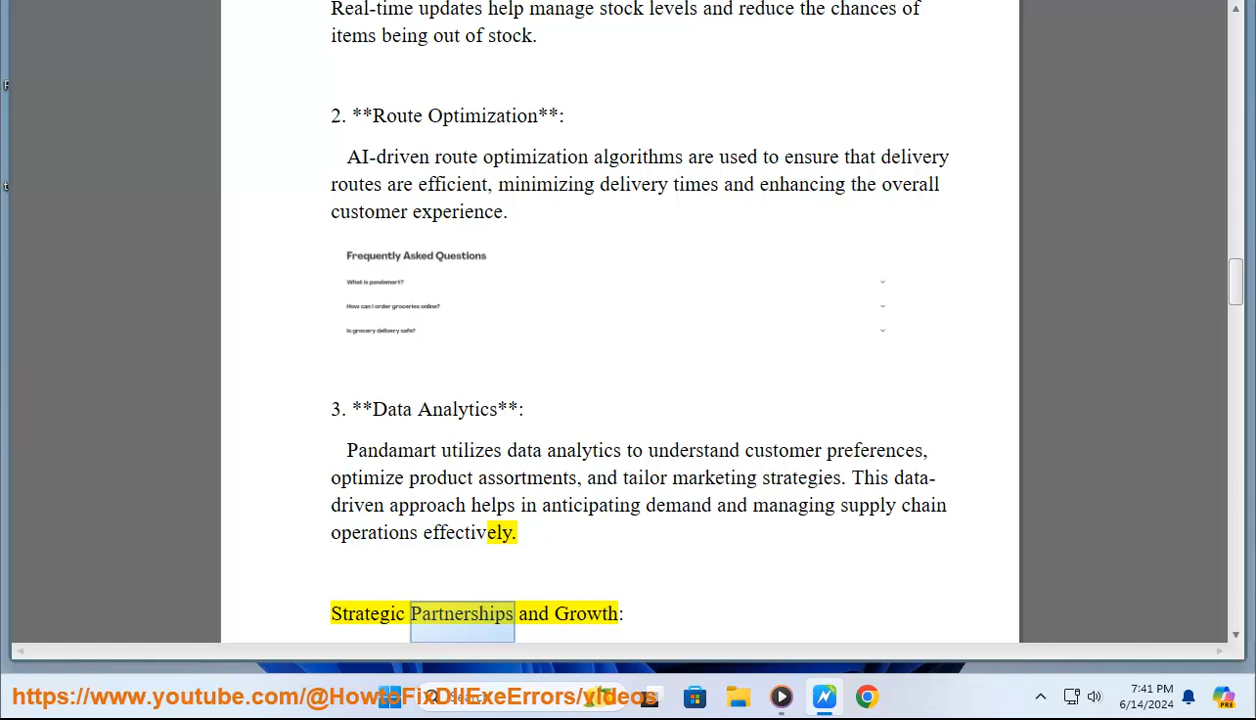 Real-time updates help manage stock levels and reduce the chances of
items being out of stock.
2. **Route Optimization**:
AI-driven route optimization algorithms are used to ensure that delivery
routes are efficient, minimizing delivery times and enhancing the overall
customer experience.
Frequently Asked Questions
What is pandamart?
How can I order groceries online?
Is grocery delivery safe?
3. **Data Analytics**:
Pandamart utilizes data analytics to understand customer preferences,
optimize product assortments, and tailor marketing strategies. This data-
driven approach helps in anticipating demand and managing supply chain
operations effectively.
Strategic Partnerships and Growth:
https://www.youtube.com/@HowtoFixDllExeErrors/videos
Search
7:41 PM
6/14/2024
PRE